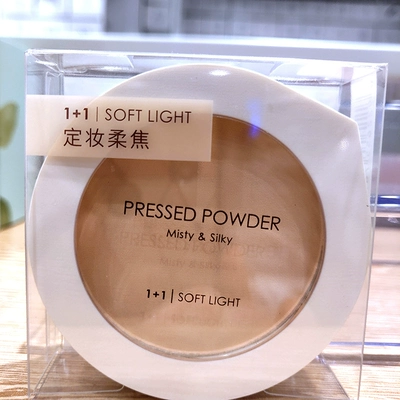 1+1 | SOFT LIGHT
定妆柔焦
PRESSED POWDER
Misty & Silky
1+1 | SOFT LIGHT